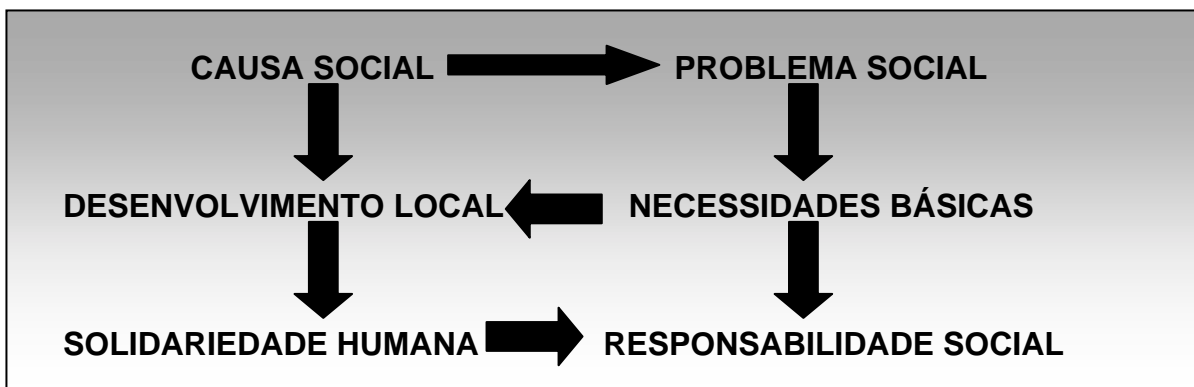 CAUSA SOCIAL PROBLEMA SOCIAL
DESENVOLVIMENTO LOCAL NECESSIDADES BÁSICAS
SOLIDARIEDADE HUMANA RESPONSABILIDADE SOCIAL